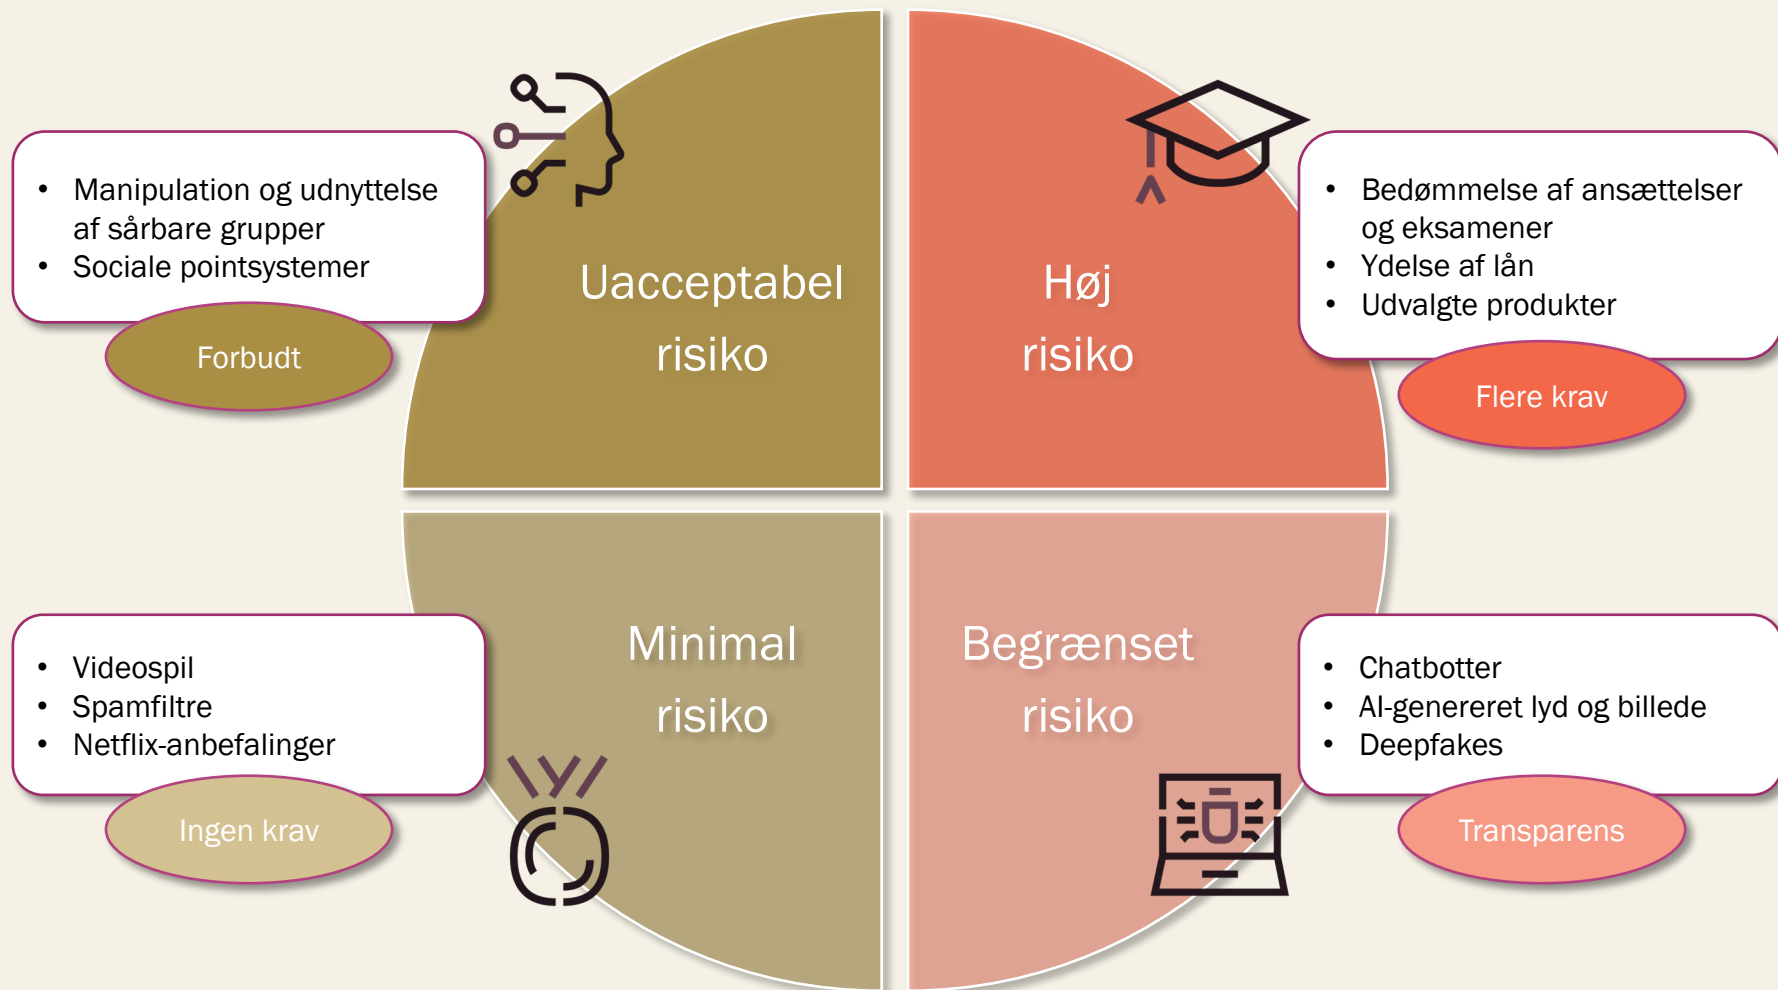 • Manipulation og udnyttelse
af sårbare grupper
• Sociale pointsystemer
Forbudt
Uacceptabel
risiko
Høj
risiko
• Bedømmelse af ansættelser
og eksamener
• Ydelse af lån
• Udvalgte produkter
Flere krav
• Videospil
• Spamfiltre
• Netflix-anbefalinger
Ingen krav
Minimal
risiko
Begrænset
risiko
• Chatbotter
• AI-genereret lyd og billede
• Deepfakes
Transparens